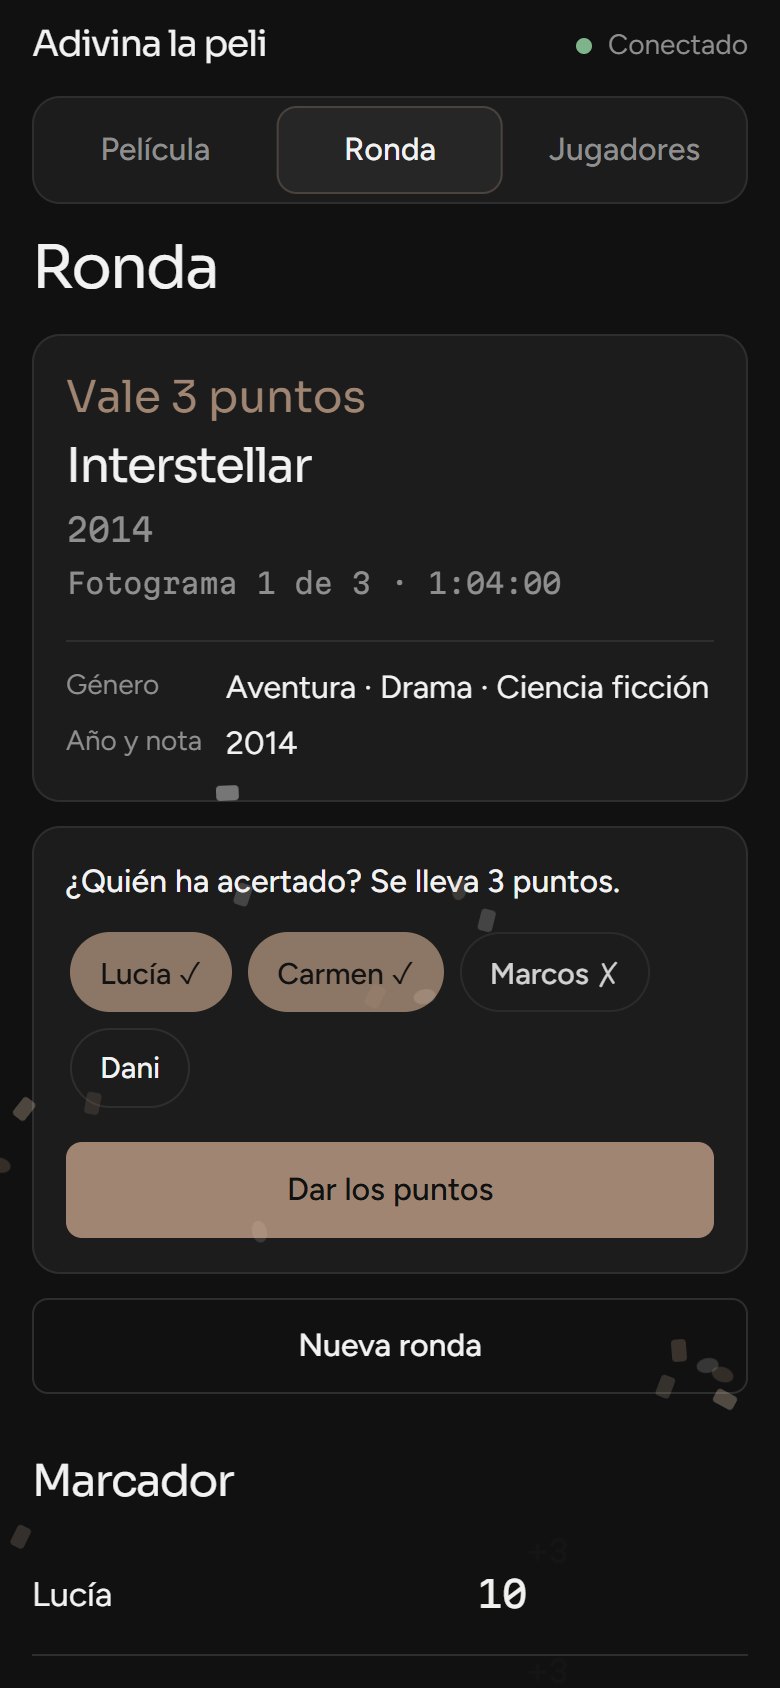 Adivina la peli
Conectado
Película
Ronda
Jugadores
Ronda
Vale 3 puntos
Interstellar
2014
Fotograma 1 de 3 · 1:04:00
Género Aventura · Drama · Ciencia ficción
Año y nota 2014
¿Quién ha acertado? Se lleva 3 puntos.
Lucía ✓
Carmen ✓
Marcos ✗
Dani
Dar los puntos
Nueva ronda
Marcador
+3
Lucía 10
+3